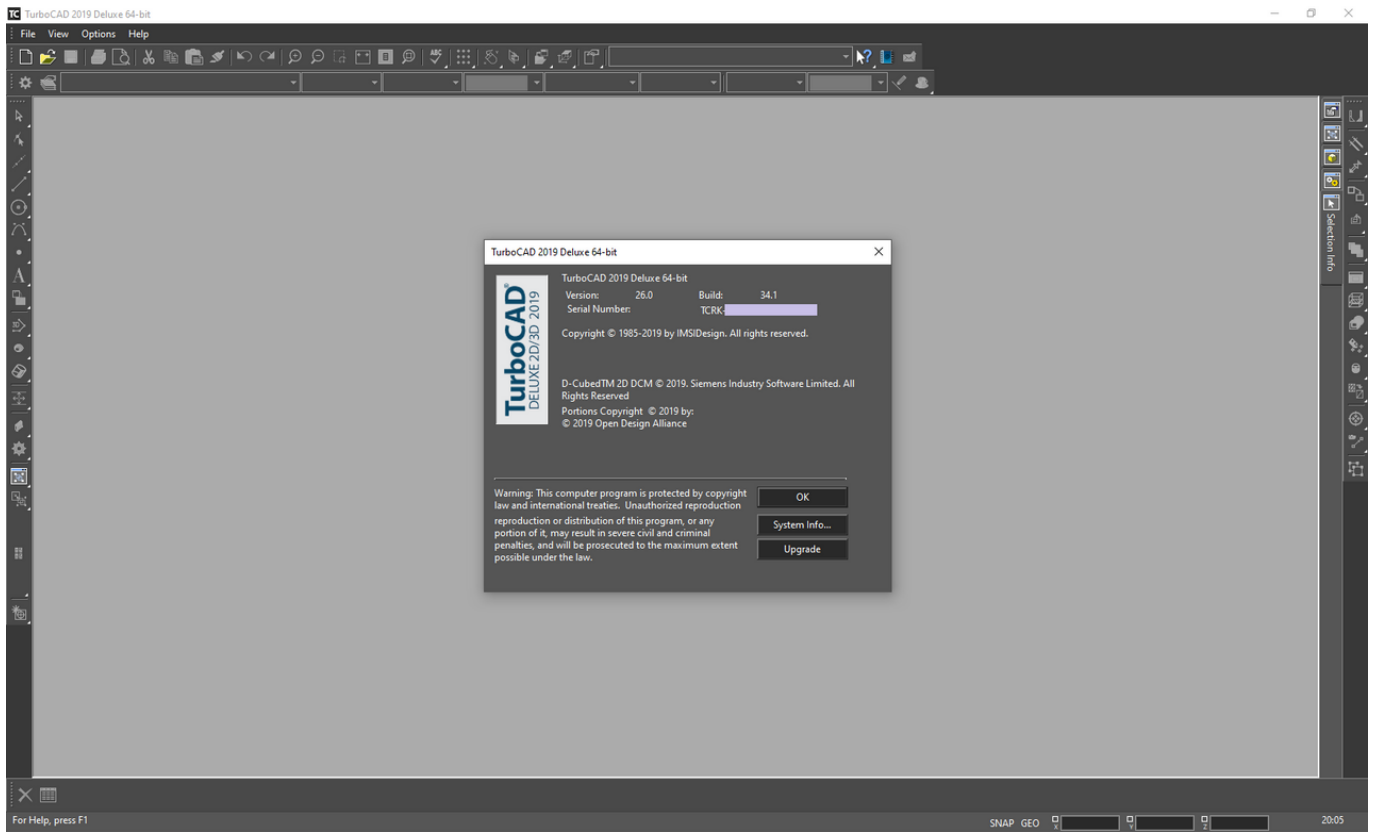 TC TurboCAD 2019 Deluxe 64-bit
File View Options Help
ABC
Selection Info
A
3D
TurboCAD 2019 Deluxe 64-bit
TurboCAD®
DELUXE 2D/3D 2019
TurboCAD 2019 Deluxe 64-bit
Version: 26.0 Build: 34.1
Serial Number: TCRK-
Copyright © 1985-2019 by IMSIDesign. All rights reserved.
D-CubedTM 2D DCM © 2019. Siemens Industry Software Limited. All
Rights Reserved
Portions Copyright © 2019 by:
© 2019 Open Design Alliance
Warning: This computer program is protected by copyright
law and international treaties. Unauthorized reproduction
reproduction or distribution of this program, or any
portion of it, may result in severe civil and criminal
penalties, and will be prosecuted to the maximum extent
possible under the law.
OK
System Info...
Upgrade
For Help, press F1
SNAP GEO X Y Z 20:05